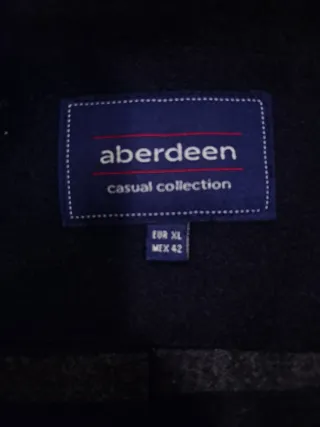 aberdeen
casual collection
EUR XL
MEX 42